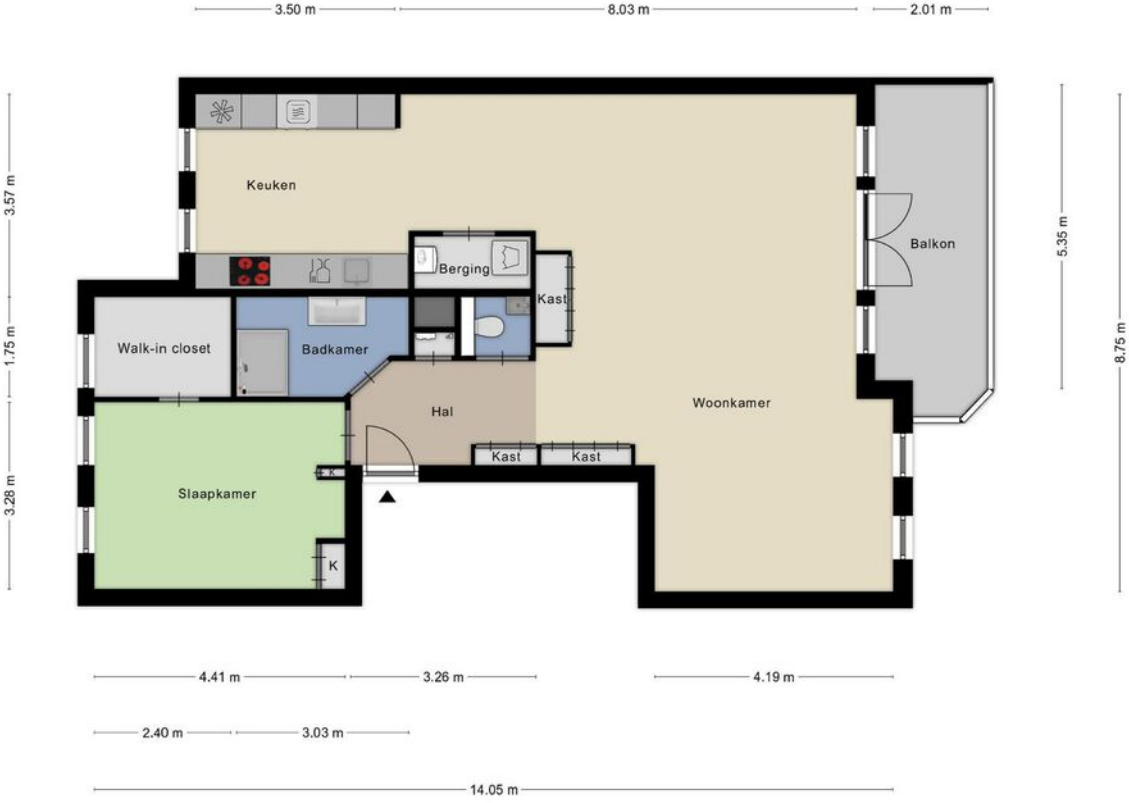 3.50 m
8.03 m
2.01 m
Keuken
3.57 m
Balkon
5.35 m
Berging
Kast
8.75 m
1.75 m
Walk-in closet
Badkamer
Hal
Woonkamer
Kast
Kast
K
Slaapkamer
3.28 m
K
4.41 m
3.26 m
4.19 m
2.40 m
3.03 m
14.05 m